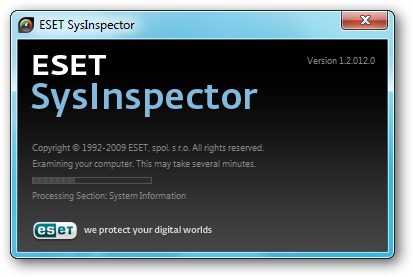 ESET SysInspector
ESET
SysInspector
Version 1.2.012.0
Copyright © 1992-2009 ESET, spol. s r.o. All rights reserved.
Examining your computer. This may take several minutes.
Processing Section: System Information
eset we protect your digital worlds